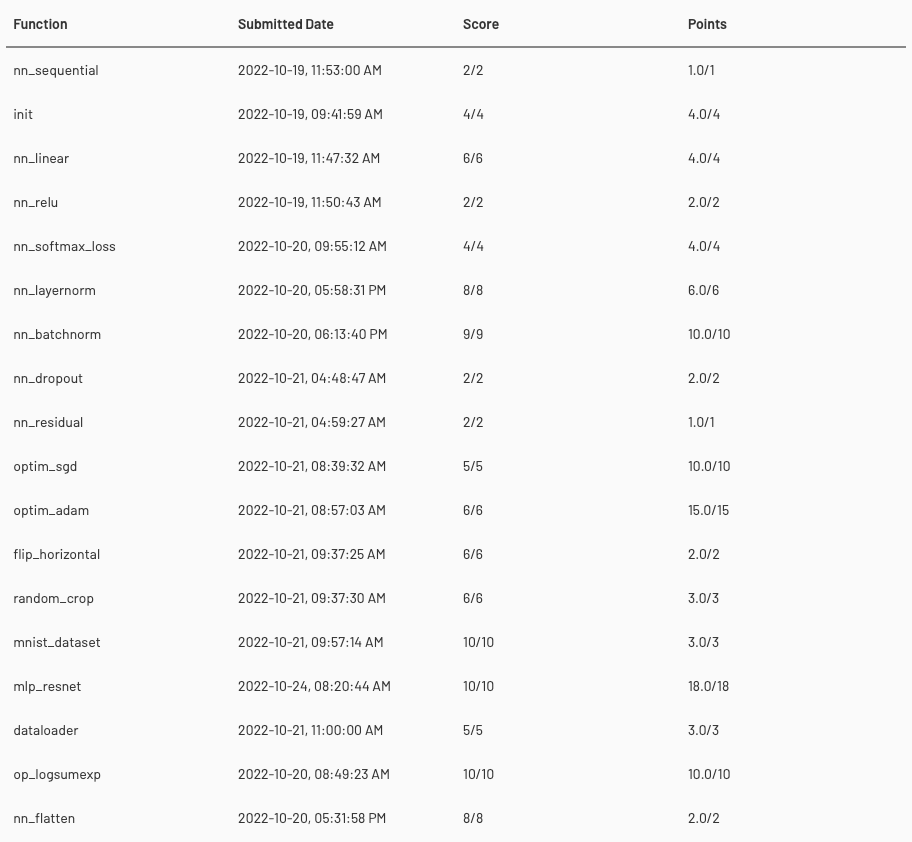 Function Submitted Date Score Points
nn_sequential 2022-10-19, 11:53:00 AM 2/2 1.0/1
init 2022-10-19, 09:41:59 AM 4/4 4.0/4
nn_linear 2022-10-19, 11:47:32 AM 6/6 4.0/4
nn_relu 2022-10-19, 11:50:43 AM 2/2 2.0/2
nn_softmax_loss 2022-10-20, 09:55:12 AM 4/4 4.0/4
nn_layernorm 2022-10-20, 05:58:31 PM 8/8 6.0/6
nn_batchnorm 2022-10-20, 06:13:40 PM 9/9 10.0/10
nn_dropout 2022-10-21, 04:48:47 AM 2/2 2.0/2
nn_residual 2022-10-21, 04:59:27 AM 2/2 1.0/1
optim_sgd 2022-10-21, 08:39:32 AM 5/5 10.0/10
optim_adam 2022-10-21, 08:57:03 AM 6/6 15.0/15
flip_horizontal 2022-10-21, 09:37:25 AM 6/6 2.0/2
random_crop 2022-10-21, 09:37:30 AM 6/6 3.0/3
mnist_dataset 2022-10-21, 09:57:14 AM 10/10 3.0/3
mlp_resnet 2022-10-24, 08:20:44 AM 10/10 18.0/18
dataloader 2022-10-21, 11:00:00 AM 5/5 3.0/3
op_logsumexp 2022-10-20, 08:49:23 AM 10/10 10.0/10
nn_flatten 2022-10-20, 05:31:58 PM 8/8 2.0/2